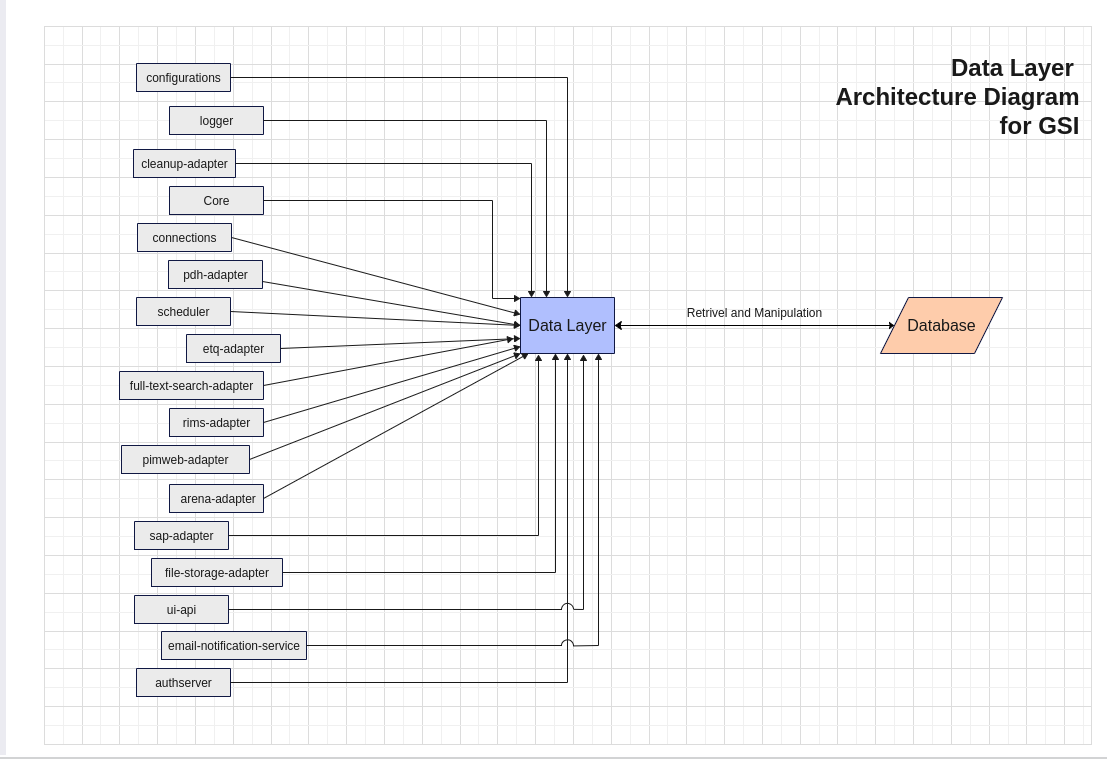 Data Layer
Architecture Diagram
for GSI
configurations
logger
cleanup-adapter
Core
connections
pdh-adapter
scheduler
etq-adapter
full-text-search-adapter
rims-adapter
pimweb-adapter
arena-adapter
sap-adapter
file-storage-adapter
ui-api
email-notification-service
authserver
Data Layer
Retrivel and Manipulation
Database